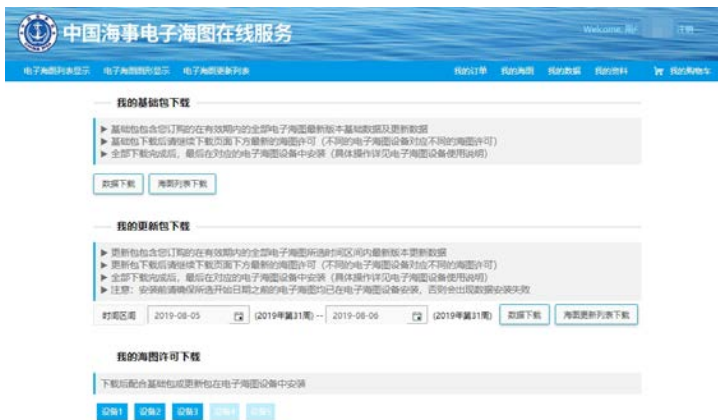 中国海事电子海图在线服务
Welcome:
电子海图列表显示 电子海图图形显示 电子海图更新列表 我的订单 我的海图 我的数据 我的资料 我的购物车
我的基础包下载
▶ 基础包包含您订购的在有效期内的全部电子海图最新版本基础数据及更新数据
▶ 基础包下载后请继续下载页面下方最新的海图许可（不同的电子海图设备对应不同的海图许可）
▶ 全部下载完成后，最后在对应的电子海图设备中安装（具体操作详见电子海图设备使用说明）
数据下载 海图列表下载
我的更新包下载
▶ 更新包包含您订购的在有效期内的全部电子海图所选时间区间内最新版本更新数据
▶ 更新包下载后请继续下载页面下方最新的海图许可（不同的电子海图设备对应不同的海图许可）
▶ 全部下载完成后，最后在对应的电子海图设备中安装（具体操作详见电子海图设备使用说明）
▶ 注意：安装前请确保所选开始日期之前的电子海图均已在电子海图设备安装，否则会出现数据安装失败
时间区间 2019-08-05 (2019年第31周) -- 2019-08-06 (2019年第31周) 数据下载 海图更新列表下载
我的海图许可下载
下载后配合基础包或更新包在电子海图设备中安装
设备1 设备2 设备3 设备4 设备5